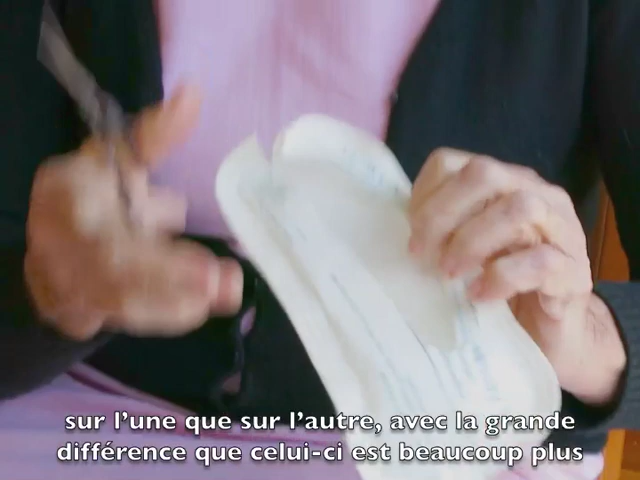 sur l'une que sur l'autre, avec la grande
différence que celui-ci est beaucoup plus